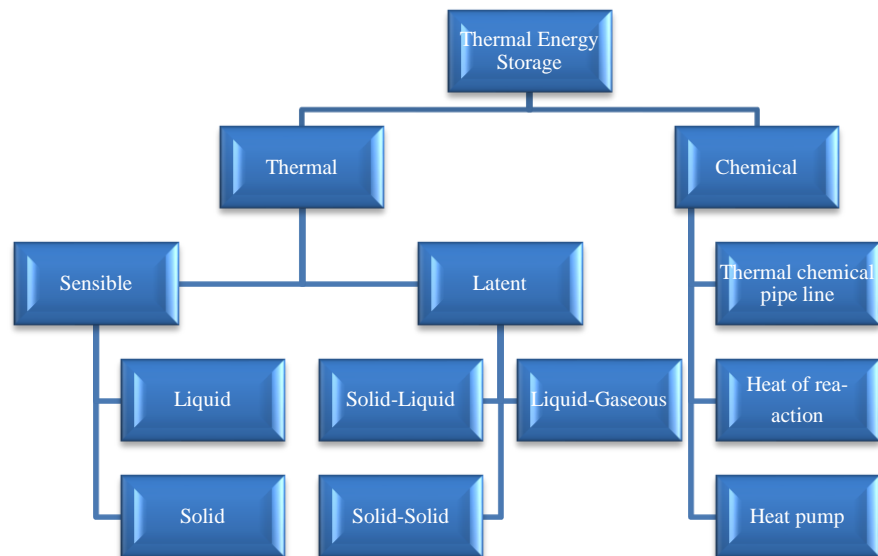 Thermal Energy
Storage
Thermal
Chemical
Sensible
Latent
Thermal chemical
pipe line
Liquid
Solid-Liquid
Liquid-Gaseous
Heat of rea-
action
Solid
Solid-Solid
Heat pump